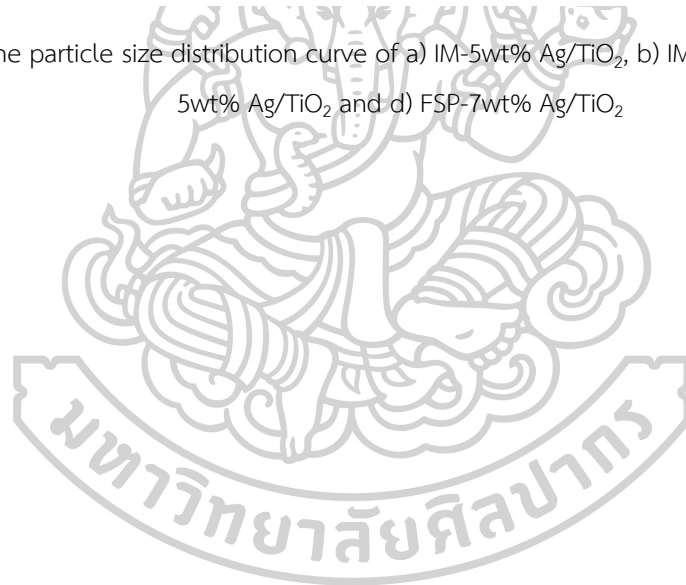 ne particle size distribution curve of a) IM-5wt% Ag/TiO₂, b) IM
5wt% Ag/TiO₂ and d) FSP-7wt% Ag/TiO₂
มหาวิทยาลัยศิลปากร